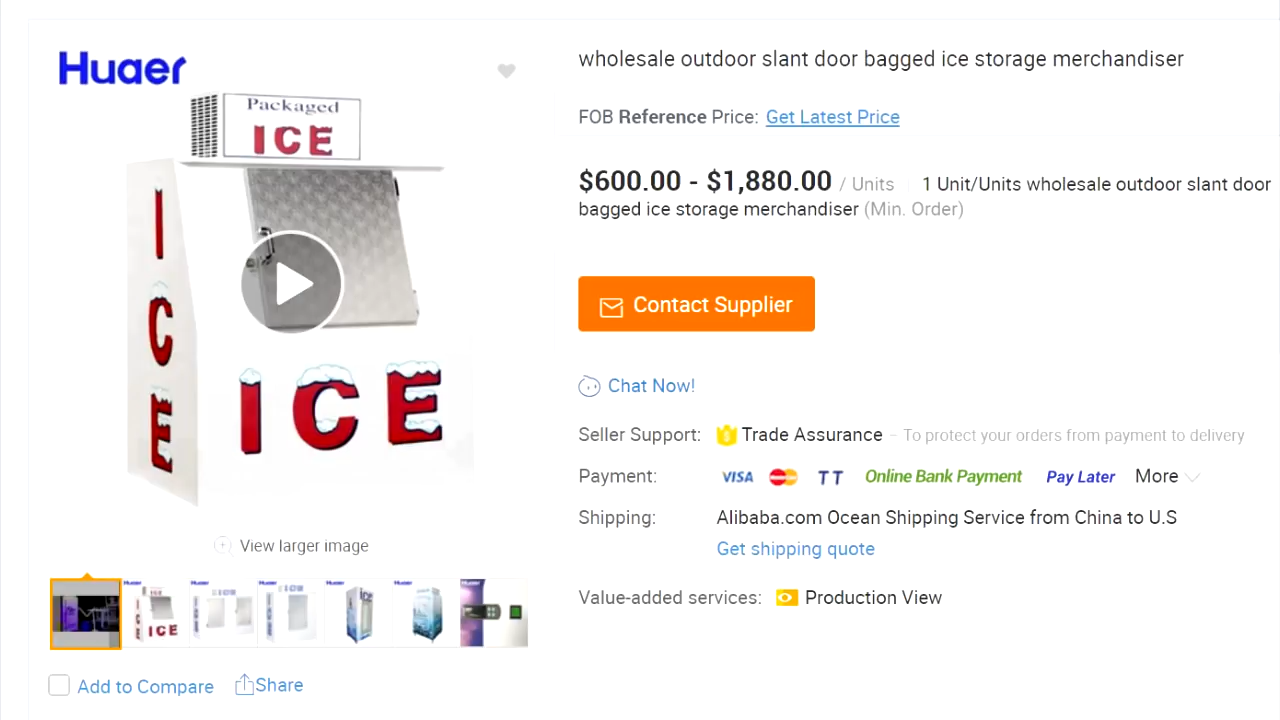 Huaer
Packaged
ICE
ICE
ICE
View larger image
Add to Compare
Share
wholesale outdoor slant door bagged ice storage merchandiser
FOB Reference Price: Get Latest Price
$600.00 - $1,880.00 / Units 1 Unit/Units wholesale outdoor slant door
bagged ice storage merchandiser (Min. Order)
Contact Supplier
Chat Now!
Seller Support: Trade Assurance – To protect your orders from payment to delivery
Payment: VISA TT Online Bank Payment Pay Later More
Shipping: Alibaba.com Ocean Shipping Service from China to U.S
Get shipping quote
Value-added services: Production View